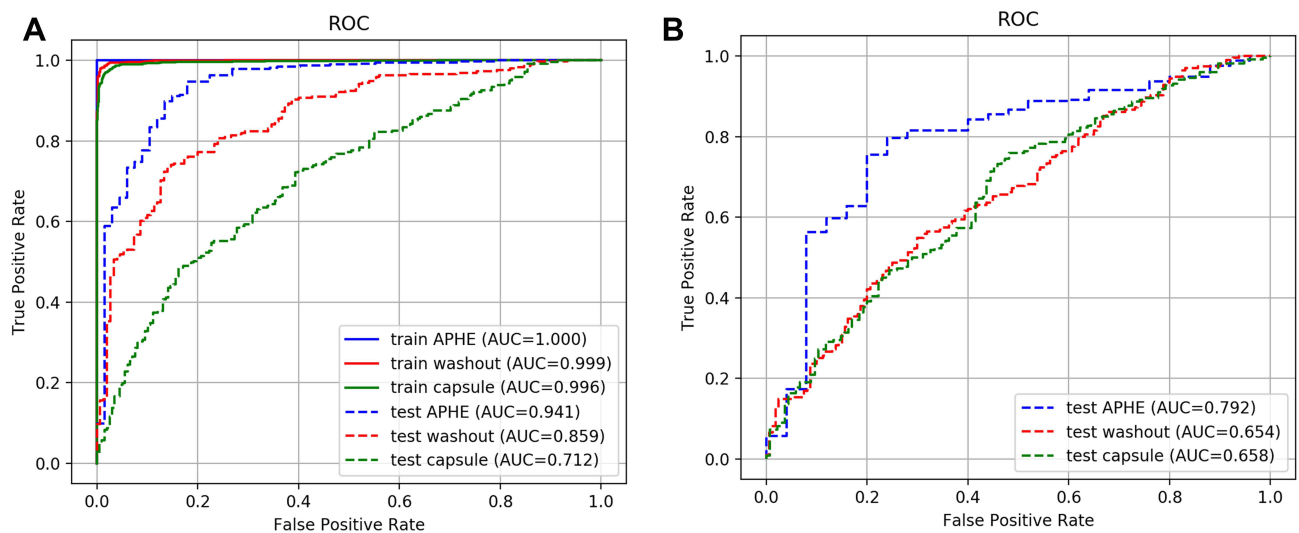 A
ROC
True Positive Rate
1.0
0.8
0.6
0.4
0.2
0.0
train APHE (AUC=1.000)
train washout (AUC=0.999)
train capsule (AUC=0.996)
test APHE (AUC=0.941)
test washout (AUC=0.859)
test capsule (AUC=0.712)
0.0 0.2 0.4 0.6 0.8 1.0
False Positive Rate
B
ROC
True Positive Rate
1.0
0.8
0.6
0.4
0.2
0.0
test APHE (AUC=0.792)
test washout (AUC=0.654)
test capsule (AUC=0.658)
0.0 0.2 0.4 0.6 0.8 1.0
False Positive Rate